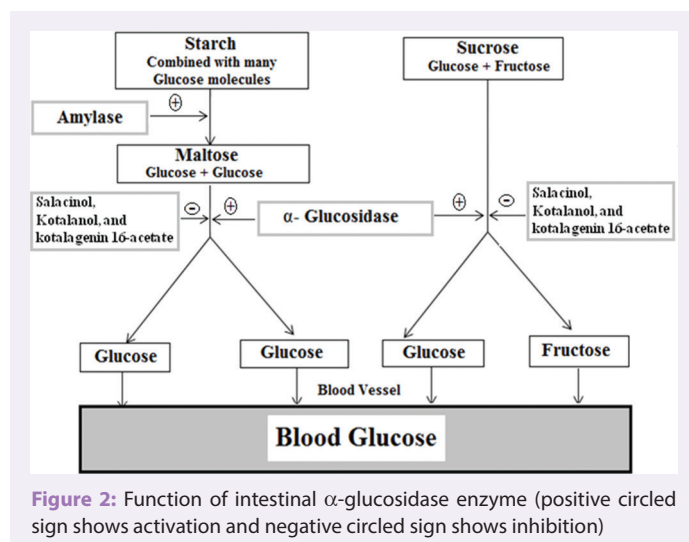 Starch
Combined with many
Glucose molecules
Sucrose
Glucose + Fructose
Amylase
+
Maltose
Glucose + Glucose
Salacinol,
Kotalanol, and
kotalagenin 16-acetate
-
+
α- Glucosidase
+
-
Salacinol,
Kotalanol, and
kotalagenin 16-acetate
Glucose
Glucose
Glucose
Fructose
Blood Vessel
Blood Glucose
Figure 2: Function of intestinal α-glucosidase enzyme (positive circled
sign shows activation and negative circled sign shows inhibition)